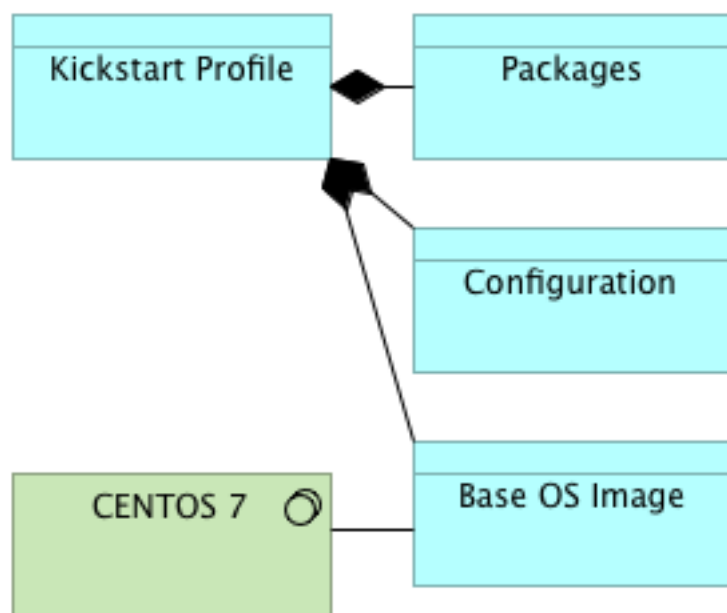 Kickstart Profile
Packages
Configuration
CENTOS 7
Base OS Image